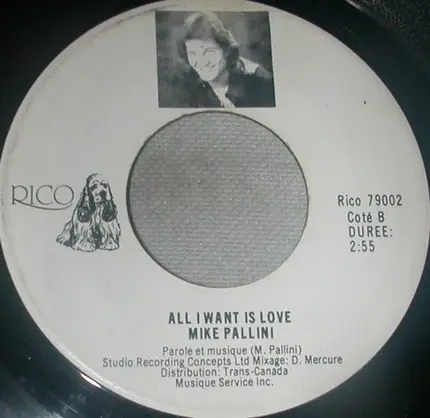 RICO
Rico 79002
Coté B
DUREE:
2:55
ALL I WANT IS LOVE
MIKE PALLINI
Parole et musique (M. Pallini)
Studio Recording Concepts Ltd Mixage: D. Mercure
Distribution: Trans-Canada
Musique Service Inc.